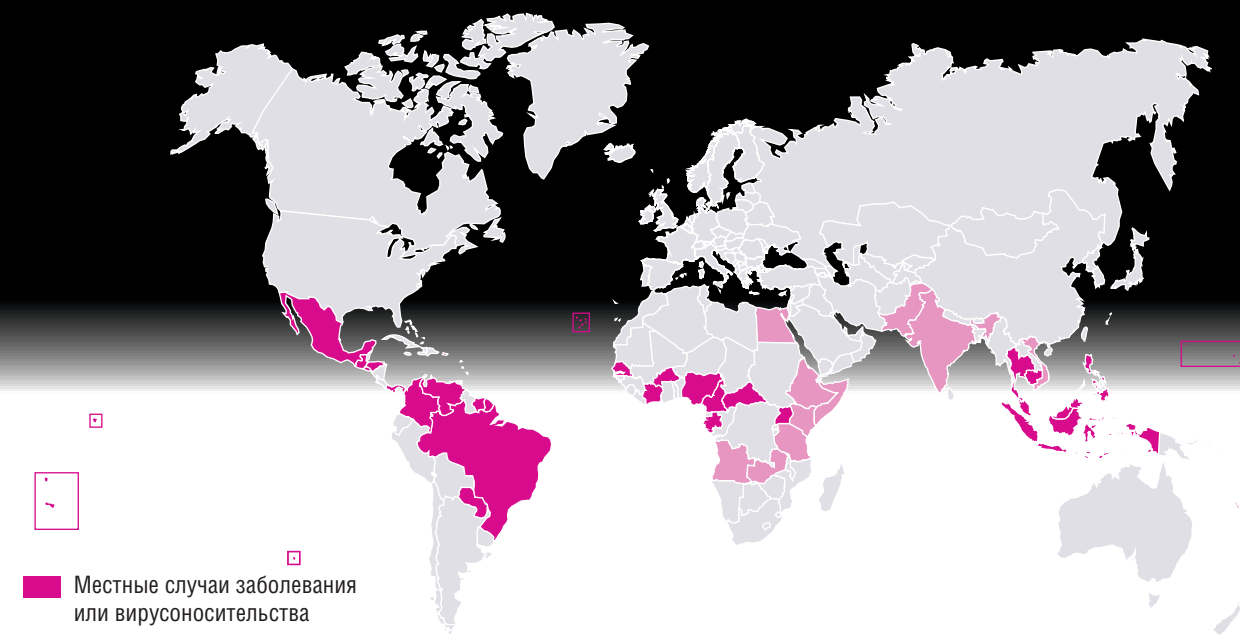 Местные случаи заболевания
или вирусоносительства